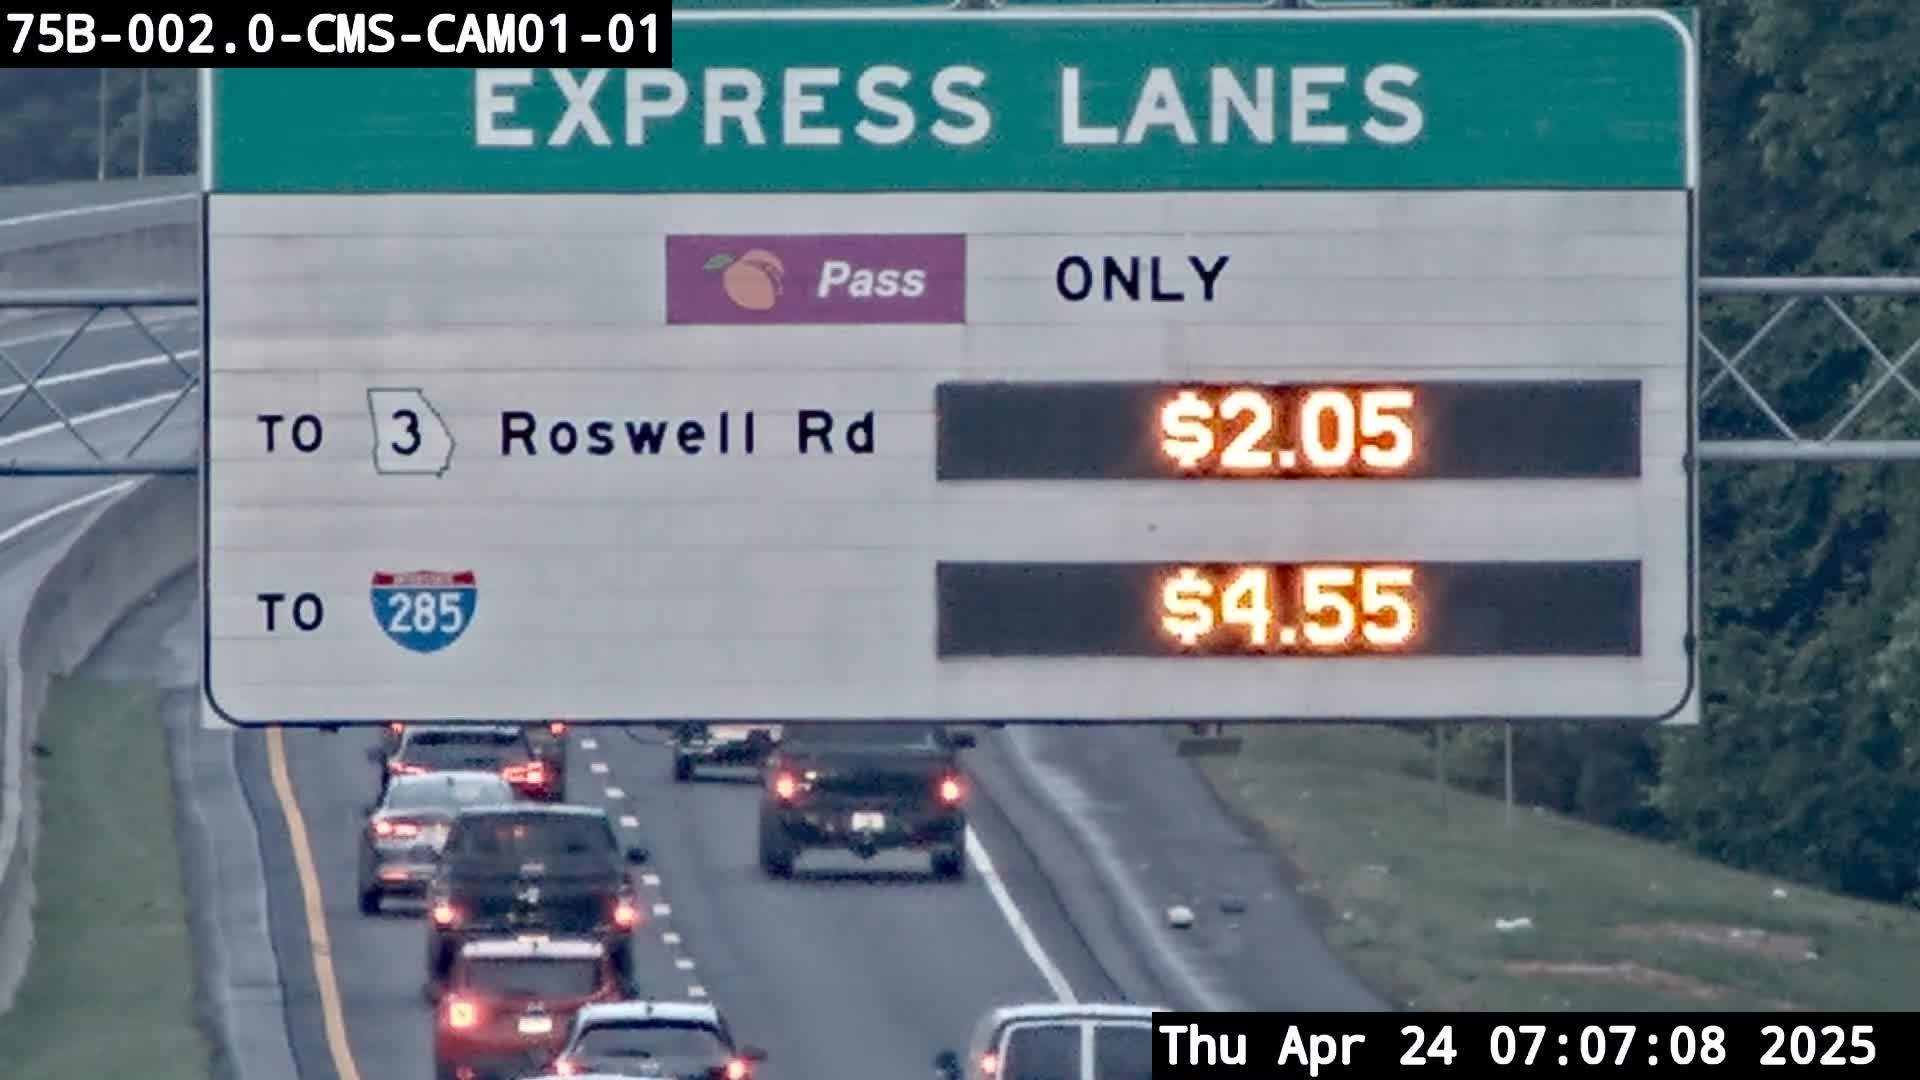 75B-002.0-CMS-CAM01-01
EXPRESS LANES
Pass ONLY
TO 3 Roswell Rd $2.05
TO INTERSTATE 285 $4.55
Thu Apr 24 07:07:08 2025